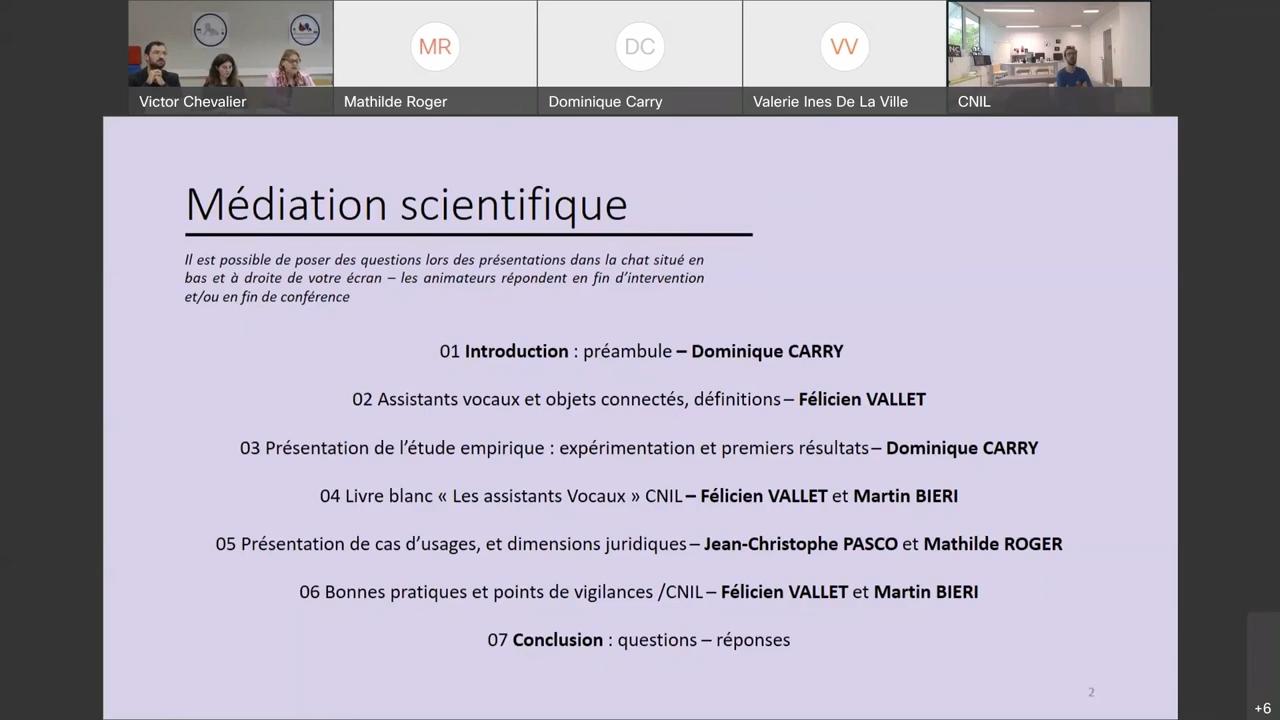 MR
DC
VV
Victor Chevalier
Mathilde Roger
Dominique Carry
Valerie Ines De La Ville
CNIL
Médiation scientifique
Il est possible de poser des questions lors des présentations dans la chat situé en
bas et à droite de votre écran – les animateurs répondent en fin d’intervention
et/ou en fin de conférence
01 Introduction : préambule – Dominique CARRY
02 Assistants vocaux et objets connectés, définitions – Félicien VALLET
03 Présentation de l’étude empirique : expérimentation et premiers résultats – Dominique CARRY
04 Livre blanc « Les assistants Vocaux » CNIL – Félicien VALLET et Martin BIERI
05 Présentation de cas d’usages, et dimensions juridiques – Jean-Christophe PASCO et Mathilde ROGER
06 Bonnes pratiques et points de vigilances /CNIL – Félicien VALLET et Martin BIERI
07 Conclusion : questions – réponses
2
+6